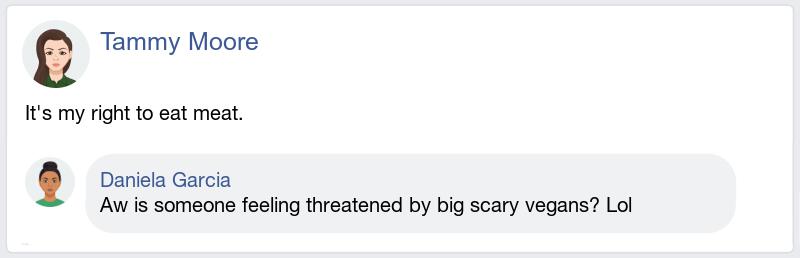 Tammy Moore
It's my right to eat meat.
Daniela Garcia
Aw is someone feeling threatened by big scary vegans? Lol